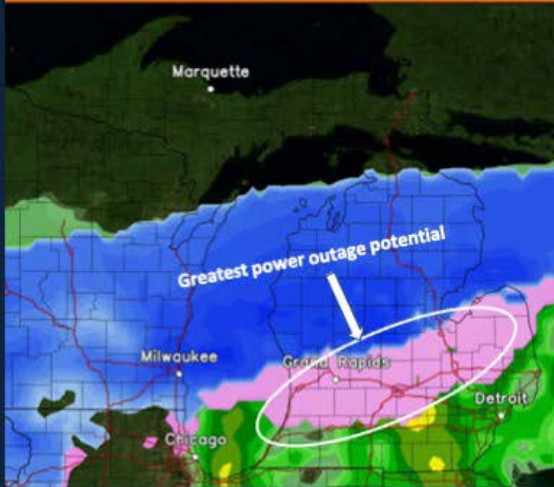 Marquette
Greatest power outage potential
Milwaukee
Grand Rapids
Detroit
Chicago